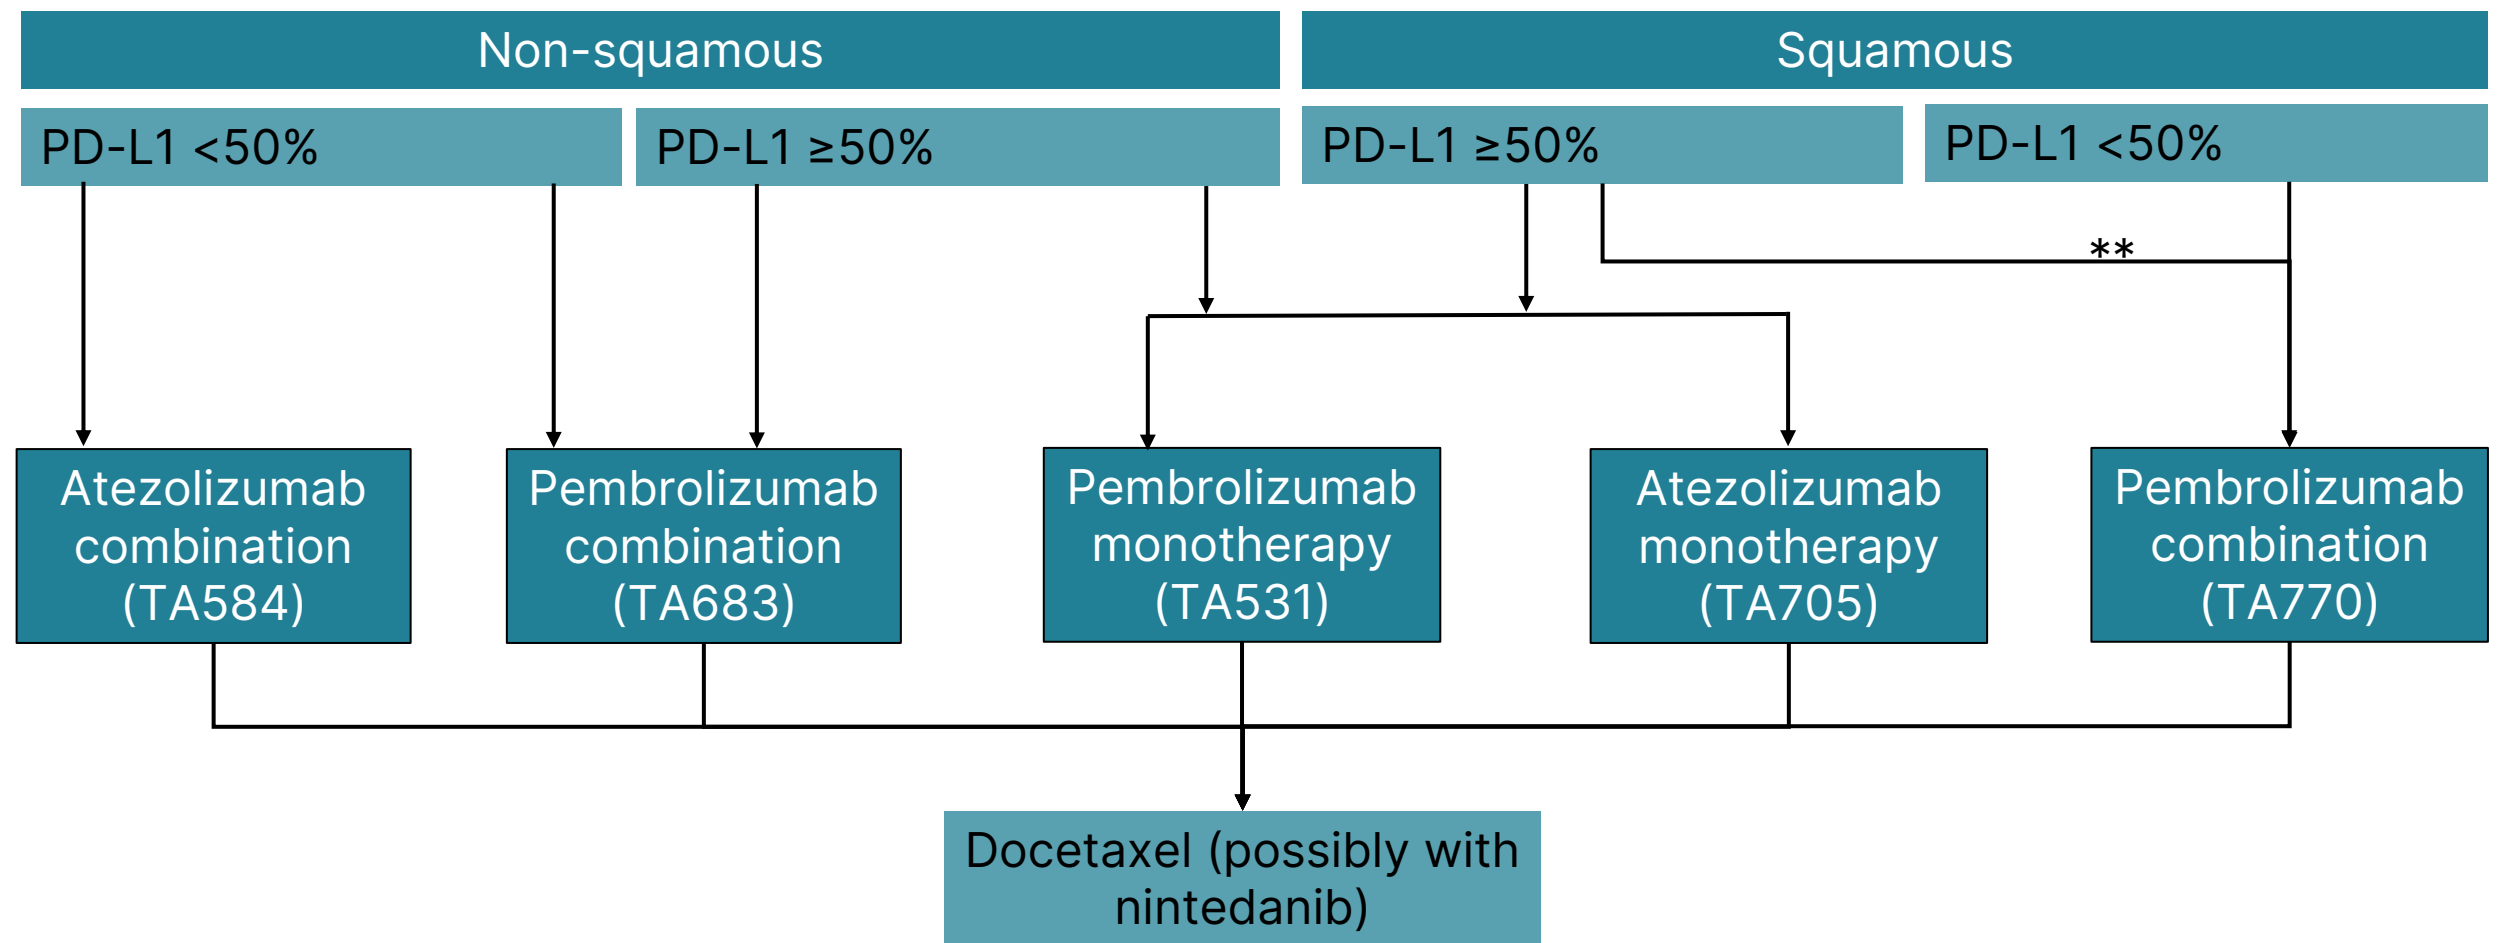 Non-squamous
Squamous
PD-L1 <50%
PD-L1 ≥50%
PD-L1 ≥50%
PD-L1 <50%
**
Atezolizumab
combination
(TA584)
Pembrolizumab
combination
(TA683)
Pembrolizumab
monotherapy
(TA531)
Atezolizumab
monotherapy
(TA705)
Pembrolizumab
combination
(TA770)
Docetaxel (possibly with
nintedanib)